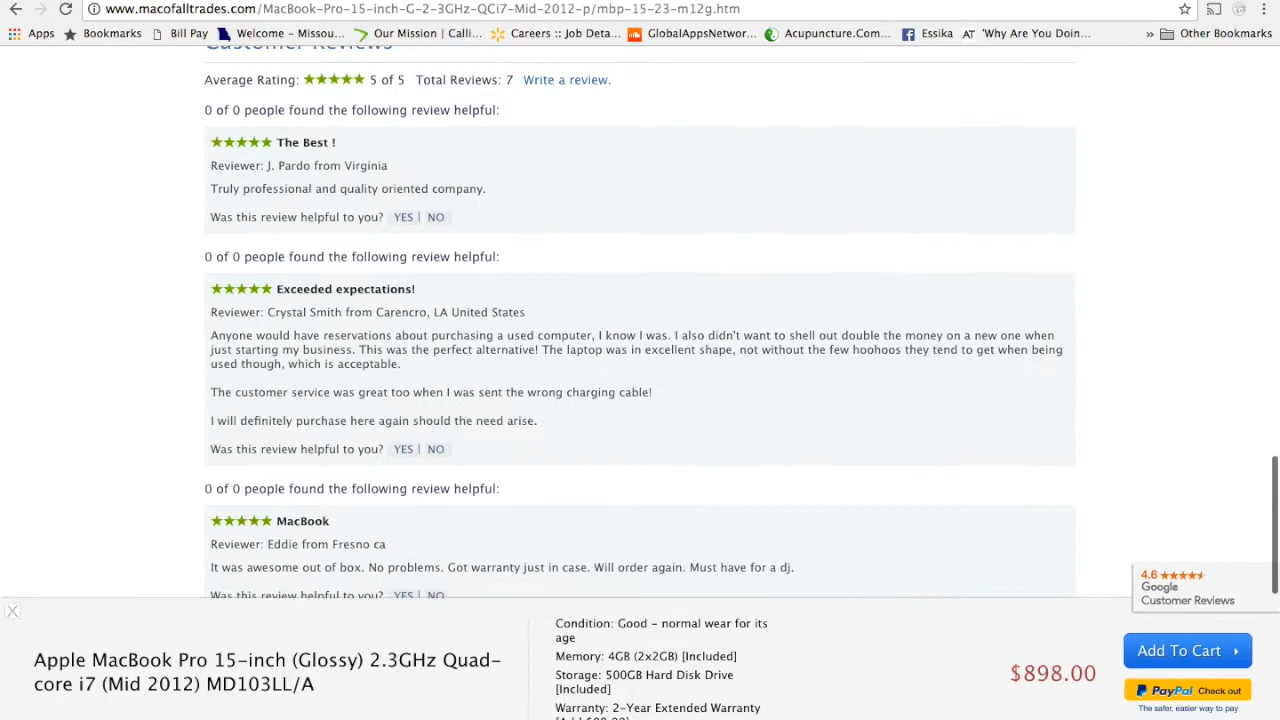 www.macofalltrades.com/MacBook-Pro-15-inch-G-2-3GHz-QCi7-Mid-2012-p/mbp-15-23-m12g.htm
Apps Bookmarks Bill Pay Welcome – Missou... Our Mission | Calli... Careers :: Job Deta... GlobalAppsNetwor... Acupuncture.Com... Essika AT 'Why Are You Doin... » Other Bookmarks
Customer Reviews
Average Rating: ★★★★★ 5 of 5 Total Reviews: 7 Write a review.
0 of 0 people found the following review helpful:
★★★★★ The Best !
Reviewer: J. Pardo from Virginia
Truly professional and quality oriented company.
Was this review helpful to you? YES | NO
0 of 0 people found the following review helpful:
★★★★★ Exceeded expectations!
Reviewer: Crystal Smith from Carencro, LA United States
Anyone would have reservations about purchasing a used computer, I know I was. I also didn't want to shell out double the money on a new one when
just starting my business. This was the perfect alternative! The laptop was in excellent shape, not without the few hoohoos they tend to get when being
used though, which is acceptable.
The customer service was great too when I was sent the wrong charging cable!
I will definitely purchase here again should the need arise.
Was this review helpful to you? YES | NO
0 of 0 people found the following review helpful:
★★★★★ MacBook
Reviewer: Eddie from Fresno ca
It was awesome out of box. No problems. Got warranty just in case. Will order again. Must have for a dj.
Was this review helpful to you? YES | NO
4.6 ★★★★★
Google
Customer Reviews
Apple MacBook Pro 15-inch (Glossy) 2.3GHz Quad-
core i7 (Mid 2012) MD103LL/A
Condition: Good – normal wear for its
age
Memory: 4GB (2x2GB) [Included]
Storage: 500GB Hard Disk Drive
[Included]
Warranty: 2-Year Extended Warranty
$898.00
Add To Cart
PayPal Check out
The safer, easier way to pay